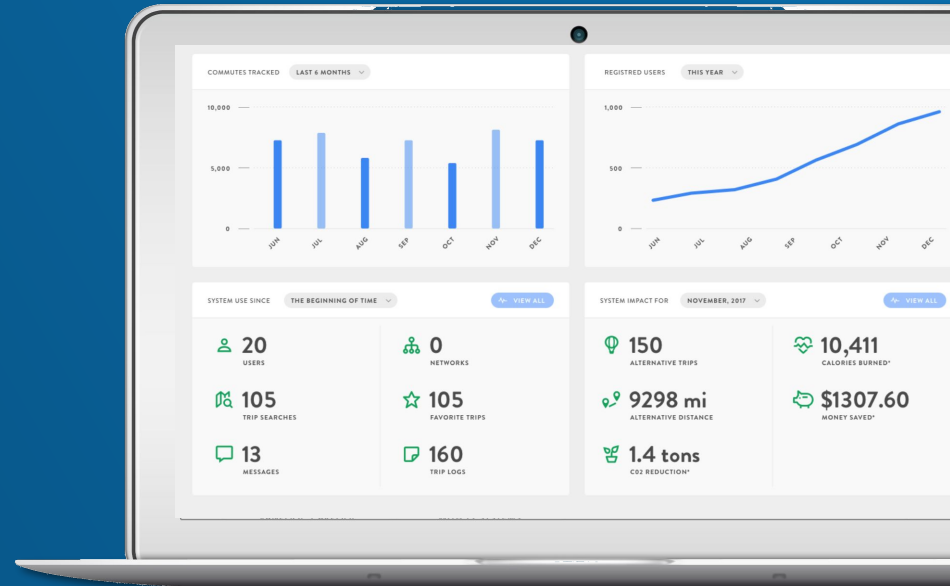 COMMUTES TRACKED LAST 6 MONTHS
10,000
5,000
0
JUN JUL AUG SEP OCT NOV DEC
REGISTRED USERS THIS YEAR
1,000
500
0
JUN JUL AUG SEP OCT NOV DEC
SYSTEM USE SINCE THE BEGINNING OF TIME VIEW ALL
20
USERS
0
NETWORKS
105
TRIP SEARCHES
105
FAVORITE TRIPS
13
MESSAGES
160
TRIP LOGS
SYSTEM IMPACT FOR NOVEMBER, 2017 VIEW ALL
150
ALTERNATIVE TRIPS
10,411
CALORIES BURNED*
9298 mi
ALTERNATIVE DISTANCE
$1307.60
MONEY SAVED*
1.4 tons
C02 REDUCTION*